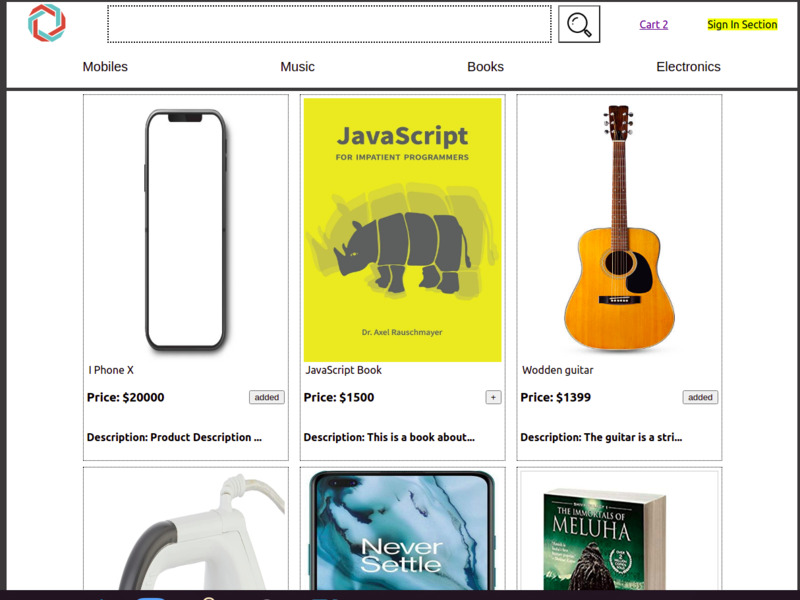 Cart 2
Sign In Section
Mobiles
Music
Books
Electronics
JavaScript
FOR IMPATIENT PROGRAMMERS
Dr. Axel Rauschmayer
I Phone X
JavaScript Book
Wodden guitar
Price: $20000
added
Price: $1500
+
Price: $1399
added
Description: Product Description ...
Description: This is a book about...
Description: The guitar is a stri...
Never
Settle
THE IMMORTALS OF
MELUHA